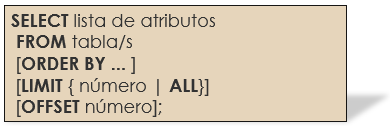 SELECT lista de atributos
FROM tabla/s
[ORDER BY ... ]
[LIMIT { número | ALL}]
[OFFSET número];